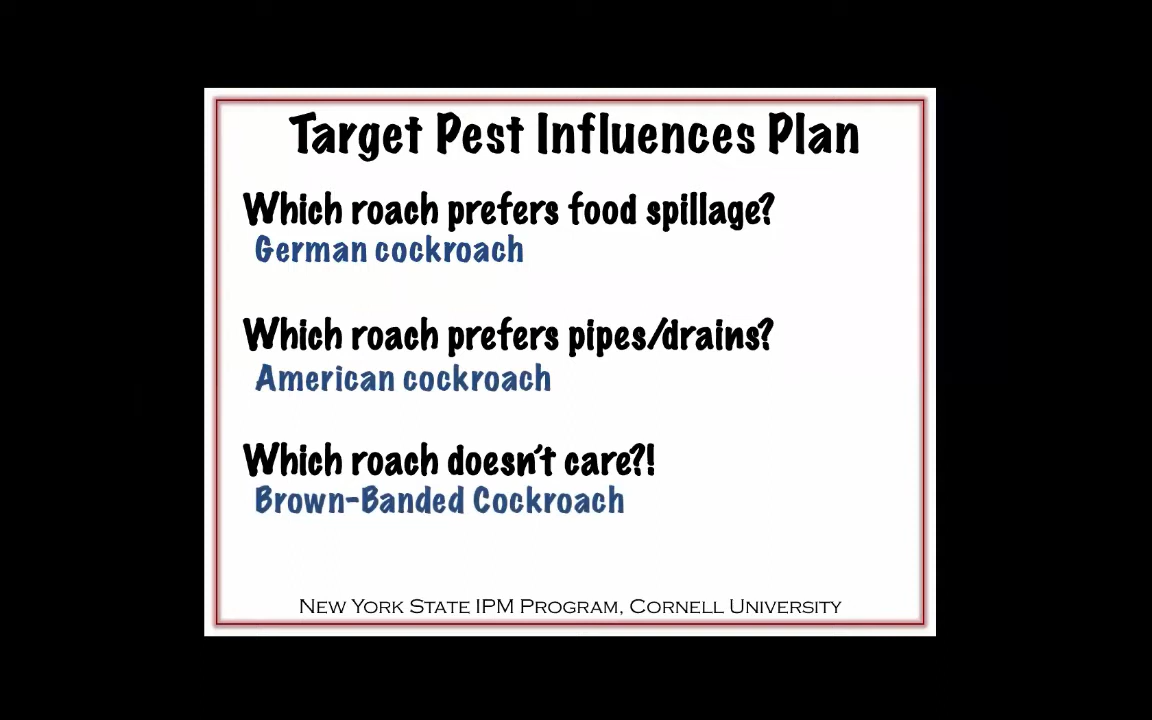 Target Pest Influences Plan
Which roach prefers food spillage?
German cockroach
Which roach prefers pipes/drains?
American cockroach
Which roach doesn't care?!
Brown-Banded Cockroach
New York State IPM Program, Cornell University